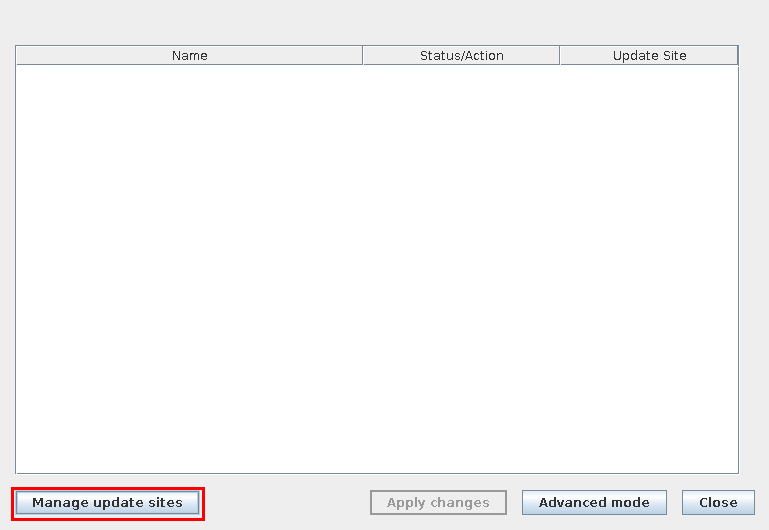 Name Status/Action Update Site
Manage update sites Apply changes Advanced mode Close